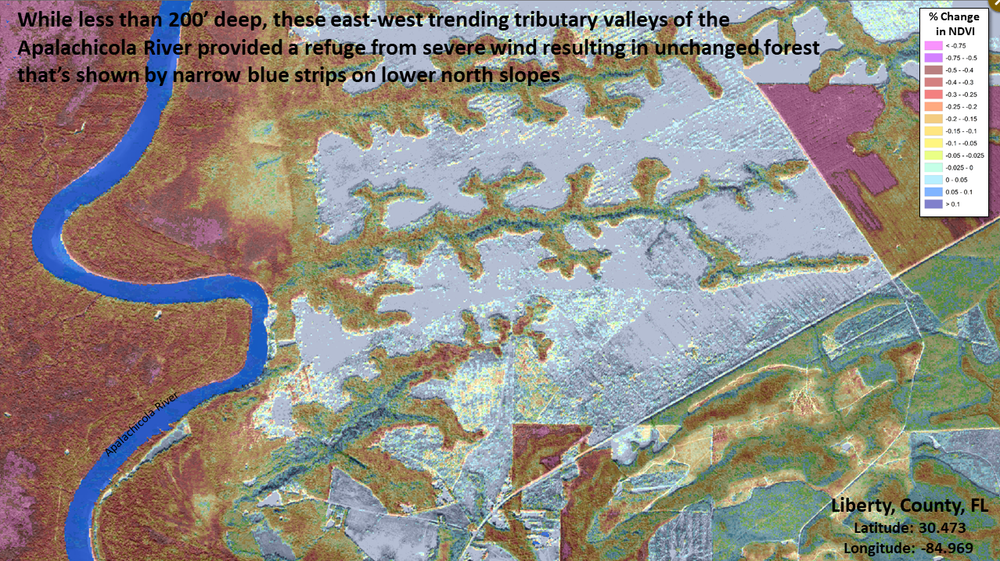 While less than 200’ deep, these east-west trending tributary valleys of the
Apalachicola River provided a refuge from severe wind resulting in unchanged forest
that’s shown by narrow blue strips on lower north slopes
% Change
in NDVI
< -0.75
-0.75 - -0.5
-0.5 - -0.4
-0.4 - -0.3
-0.3 - -0.25
-0.25 - -0.2
-0.2 - -0.15
-0.15 - -0.1
-0.1 - -0.05
-0.05 - -0.025
-0.025 - 0
0 - 0.05
0.05 - 0.1
> 0.1
Apalachicola River
Liberty, County, FL
Latitude: 30.473
Longitude: -84.969